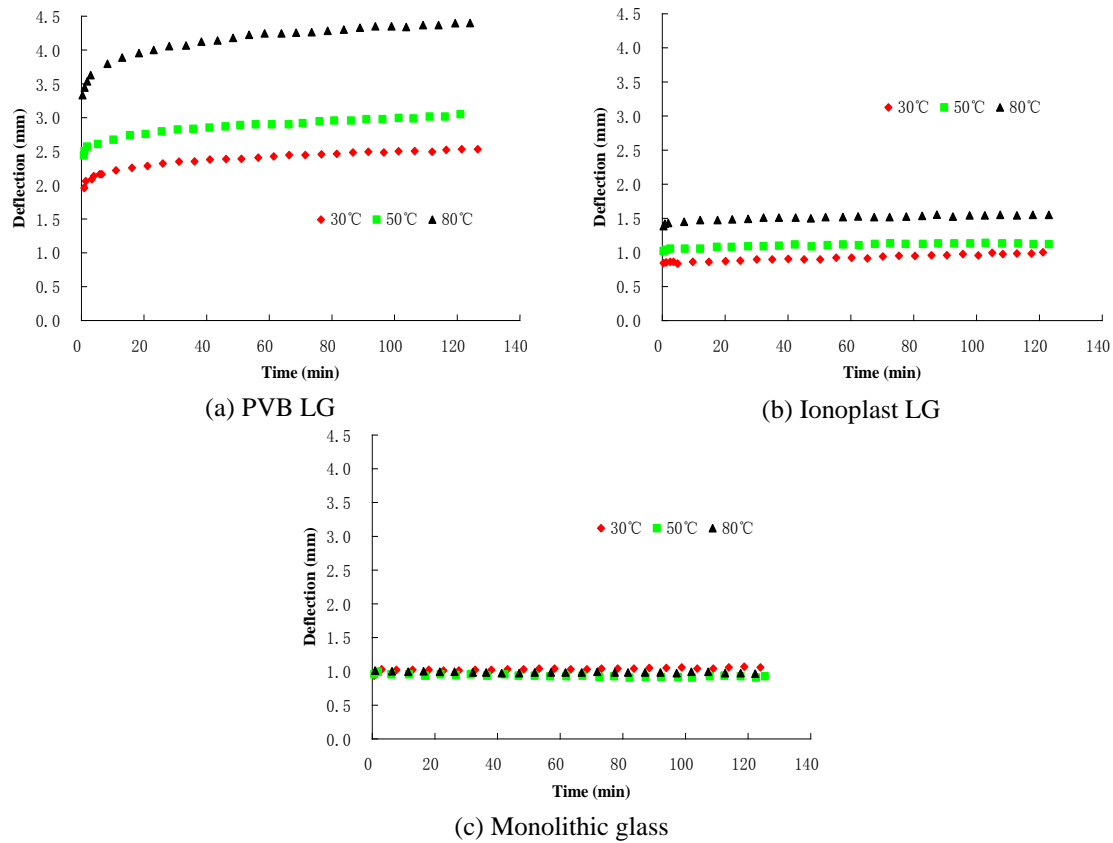 4.5
4.0
3.5
3.0
2.5
2.0
1.5
1.0
0.5
0.0
Deflection (mm)
30℃ 50℃ 80℃
0 20 40 60 80 100 120 140
Time (min)
(a) PVB LG
4.5
4.0
3.5
3.0
2.5
2.0
1.5
1.0
0.5
0.0
Deflection (mm)
30℃ 50℃ 80℃
0 20 40 60 80 100 120 140
Time (min)
(b) Ionoplast LG
4.5
4.0
3.5
3.0
2.5
2.0
1.5
1.0
0.5
0.0
Deflection (mm)
30℃ 50℃ 80℃
0 20 40 60 80 100 120 140
Time (min)
(c) Monolithic glass